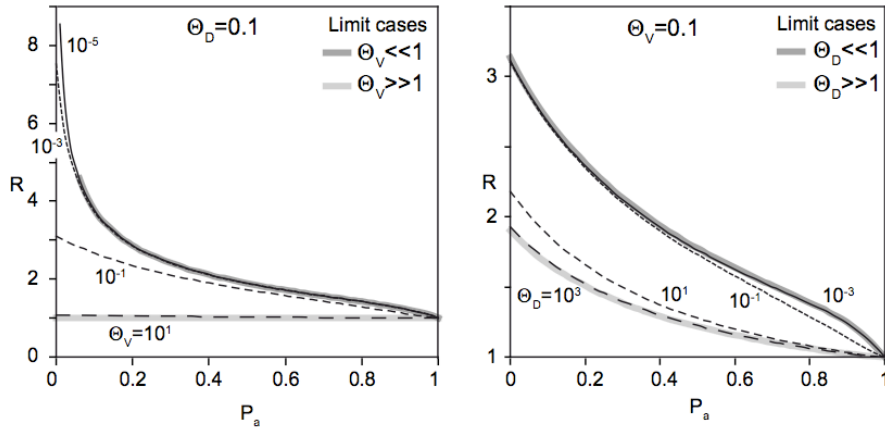 Θ_D=0.1
Limit cases
Θ_V<<1
Θ_V>>1
10^-5
10^-3
10^-1
Θ_V=10^1
R
8
6
4
2
0
0
0.2
0.4
0.6
0.8
1
P_a
Θ_V=0.1
Limit cases
Θ_D<<1
Θ_D>>1
Θ_D=10^3
10^1
10^-1
10^-3
R
3
2
1
0
0.2
0.4
0.6
0.8
1
P_a